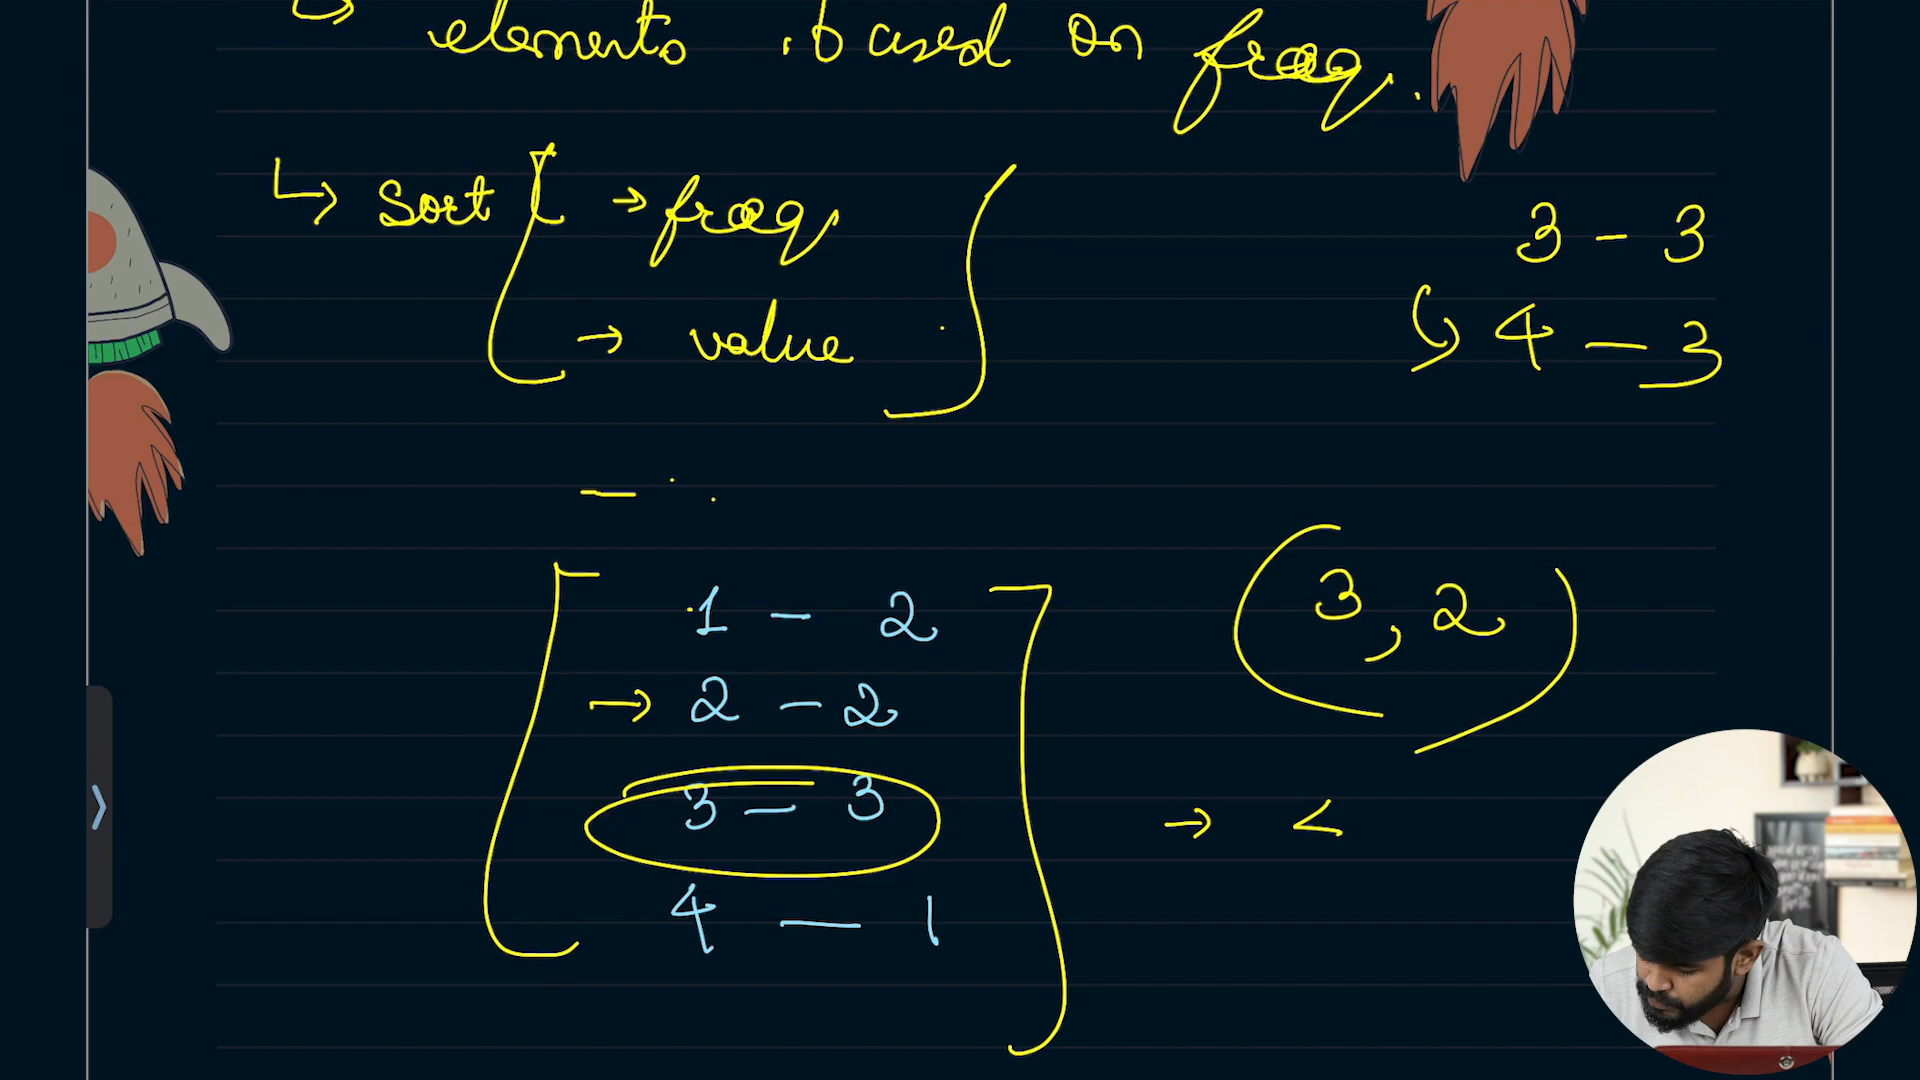 ↳ elements based on freq.
↳ Sort [ → freq
→ value ]
3 - 3
↳ 4 - 3
- . .
1 - 2
→ 2 - 2
3 - 3
4 - 1
(3, 2)
→ <